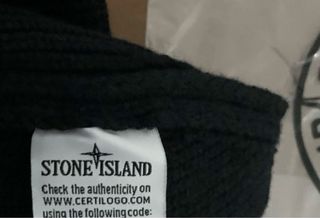 STONE ISLAND
Check the authenticity on
WWW.CERTILOGO.COM
using the following code: